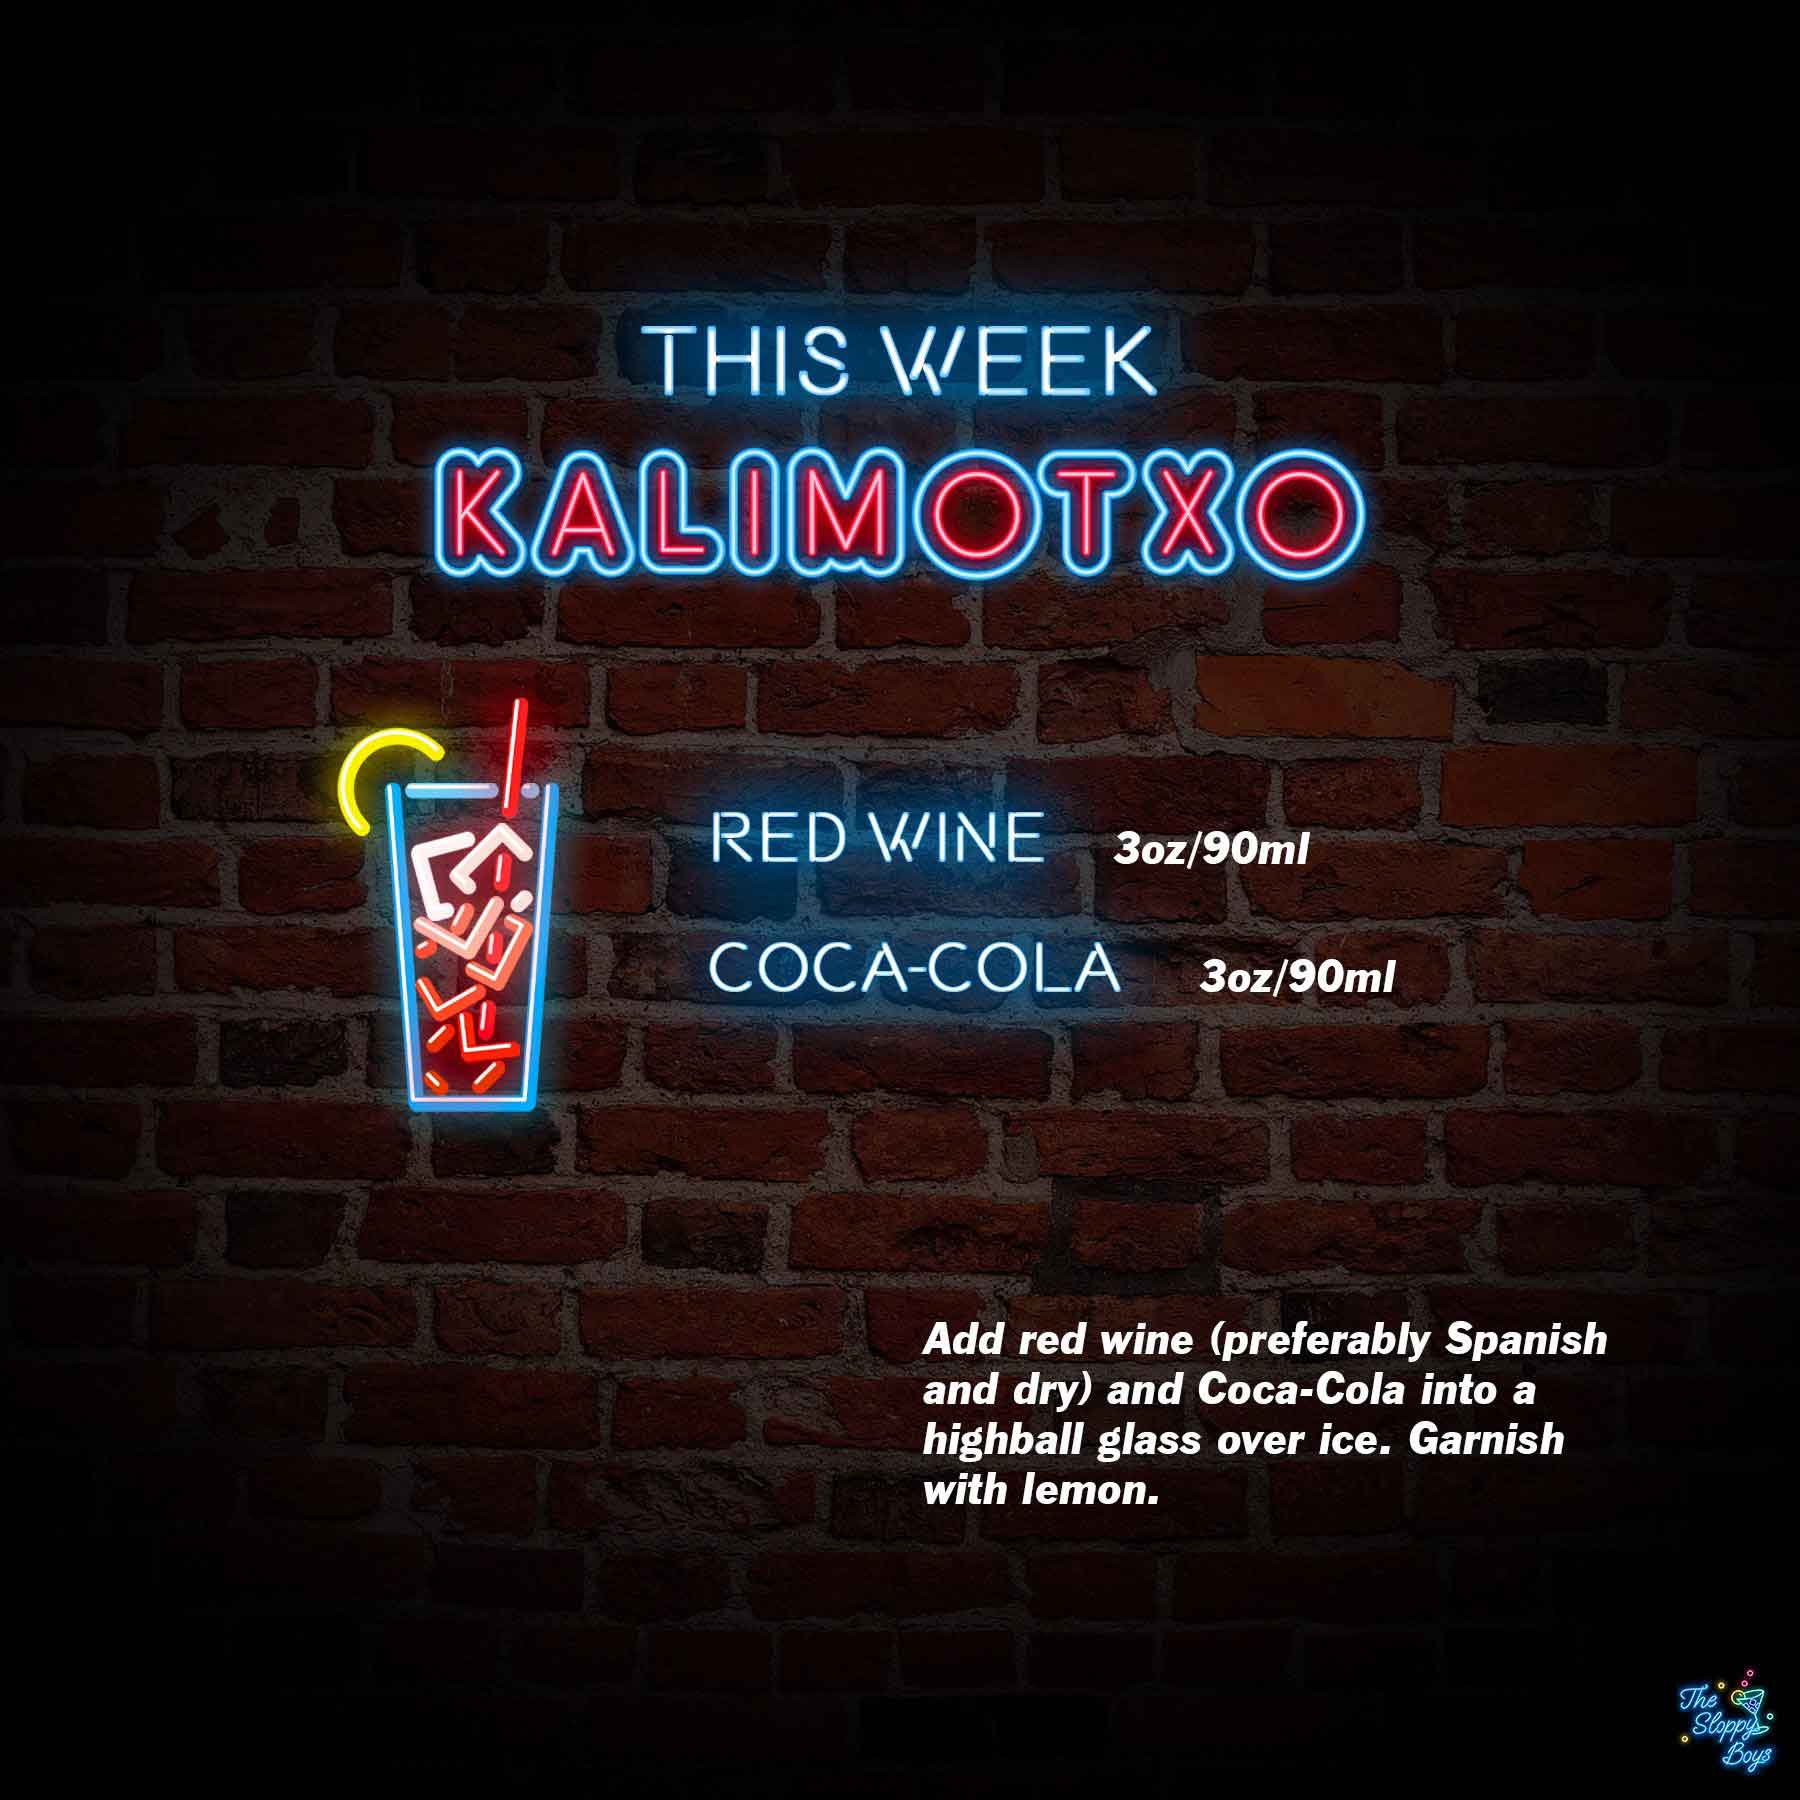 THIS WEEK
KALIMOTXO
RED WINE 3oz/90ml
COCA-COLA 3oz/90ml
Add red wine (preferably Spanish
and dry) and Coca-Cola into a
highball glass over ice. Garnish
with lemon.
The
Sloppy
Boys